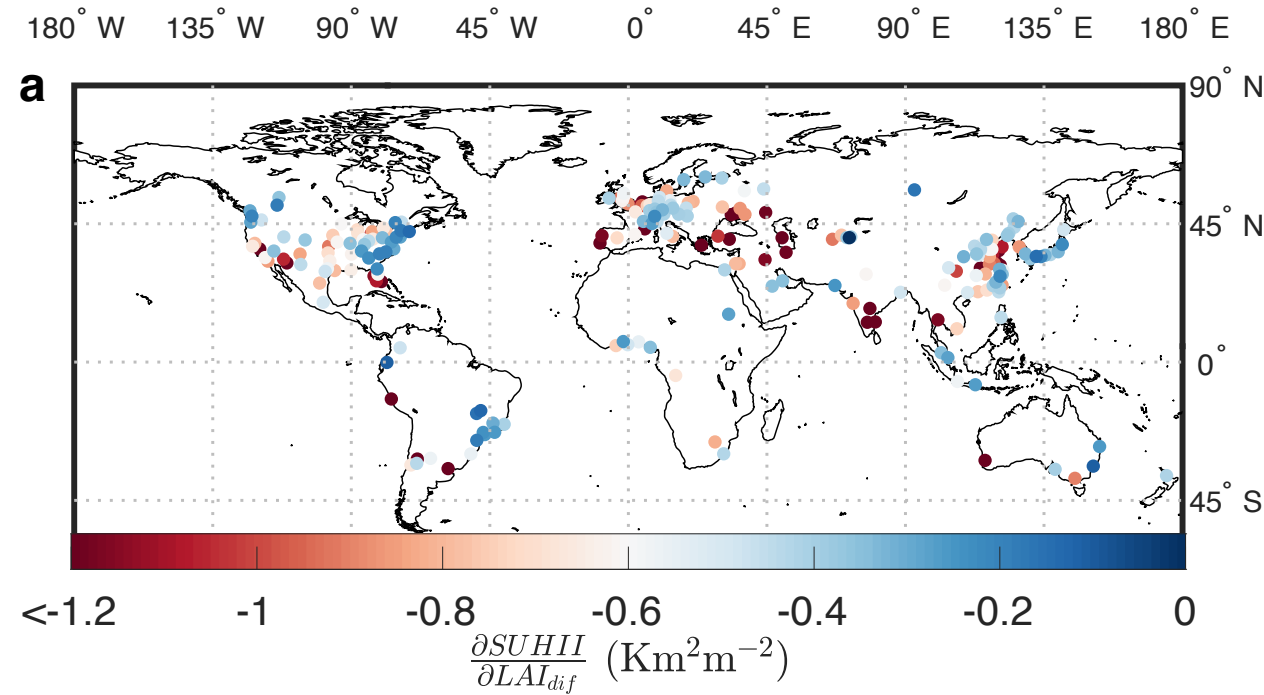 180° W 135° W 90° W 45° W 0° 45° E 90° E 135° E 180° E
a
90° N
45° N
0°
45° S
<-1.2 -1 -0.8 -0.6 -0.4 -0.2 0
∂SUHII/∂LAI_dif (Km²m⁻²)